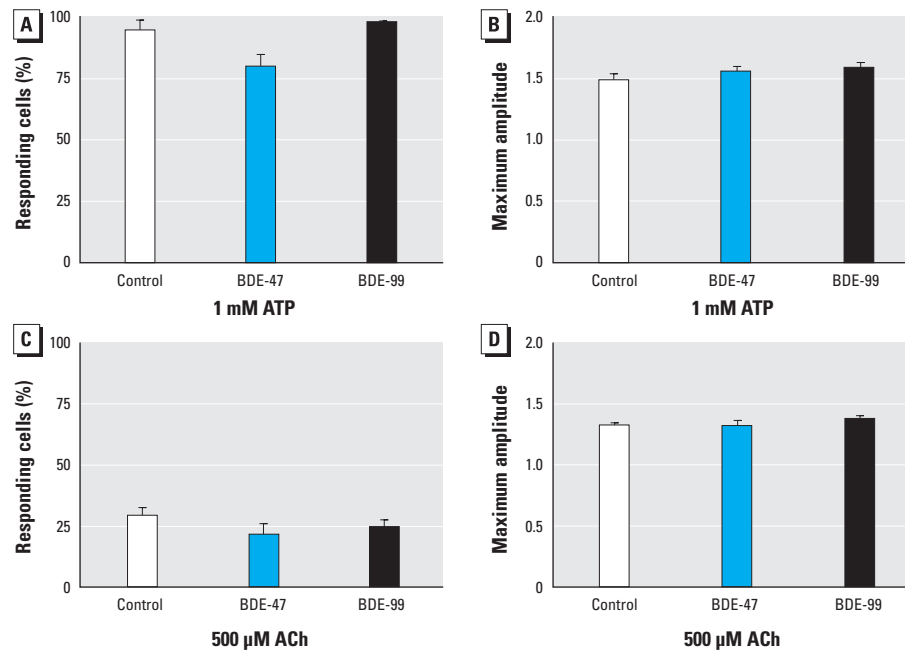 A
Responding cells (%)
100
75
50
25
0
Control BDE-47 BDE-99
1 mM ATP
B
Maximum amplitude
2.0
1.5
1.0
0.5
0
Control BDE-47 BDE-99
1 mM ATP
C
Responding cells (%)
100
75
50
25
0
Control BDE-47 BDE-99
500 µM ACh
D
Maximum amplitude
2.0
1.5
1.0
0.5
0
Control BDE-47 BDE-99
500 µM ACh